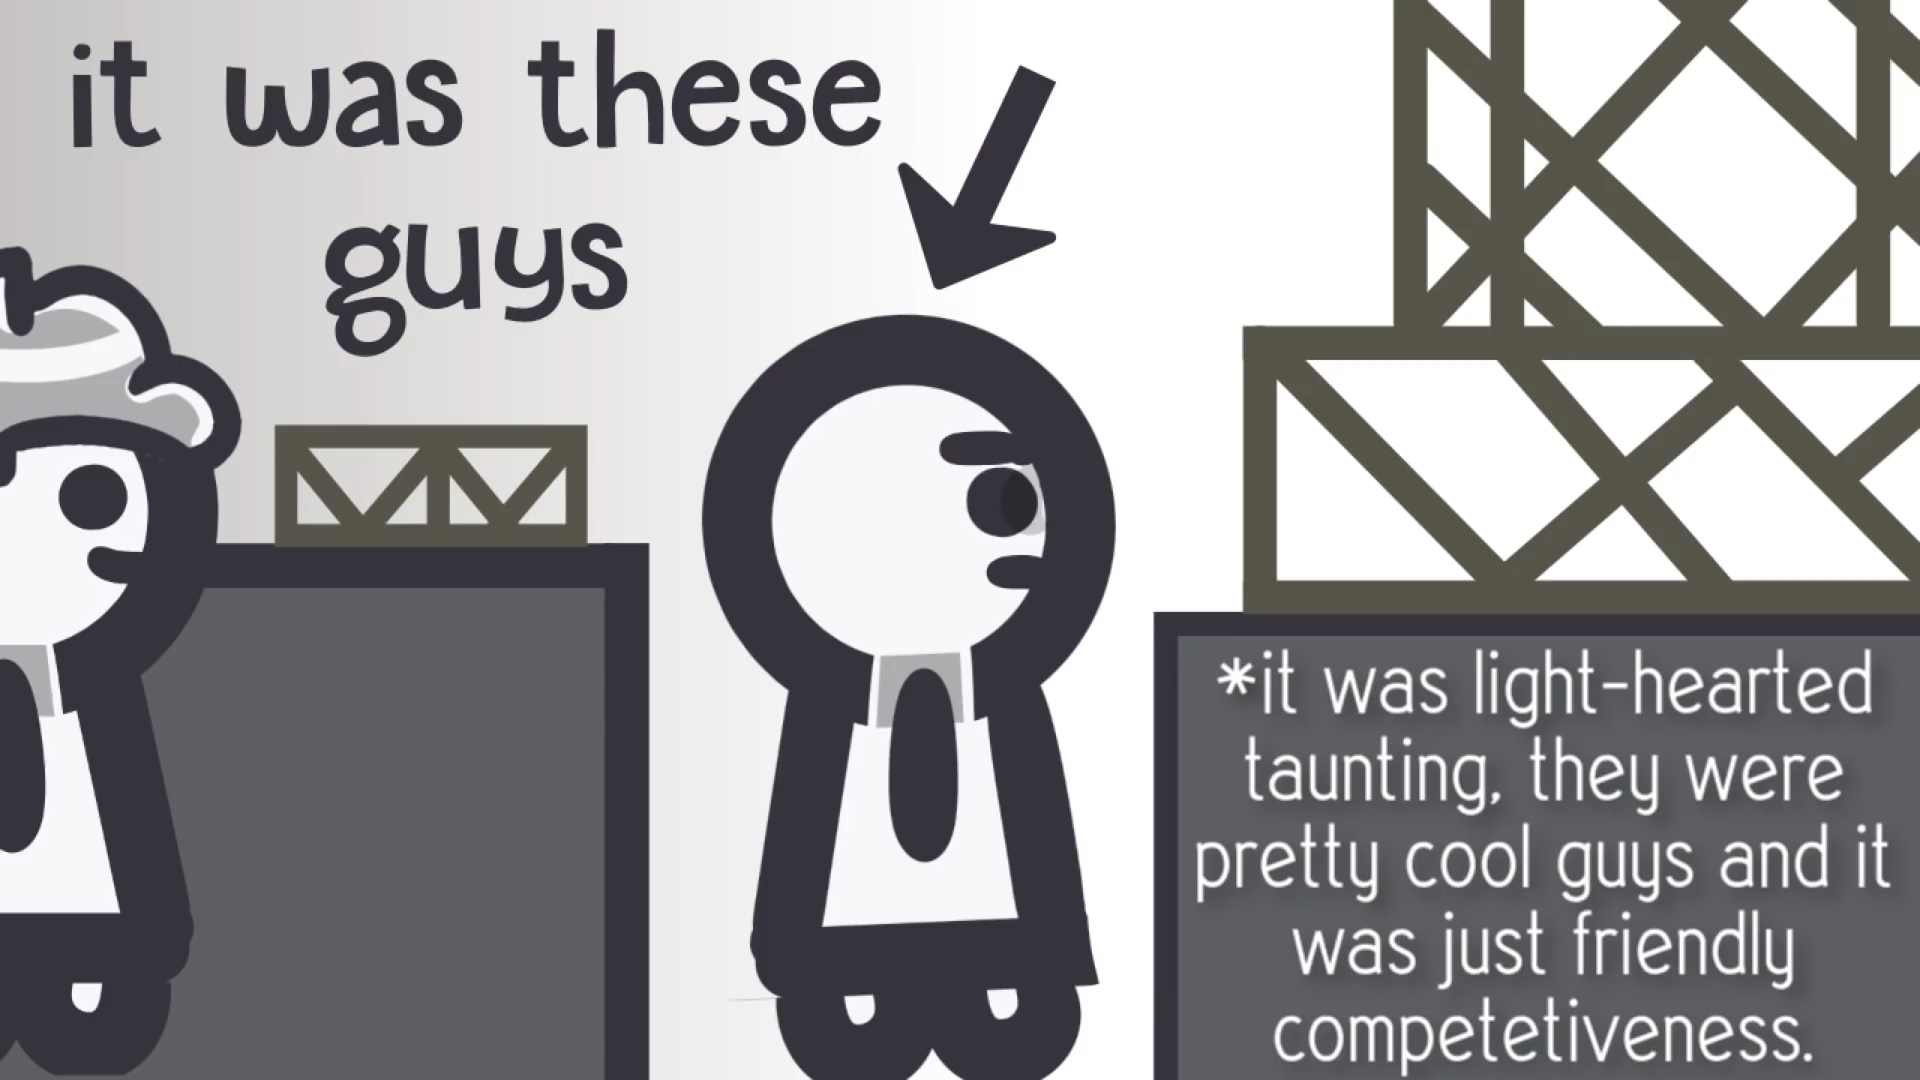 it was these
guys
*it was light-hearted
taunting, they were
pretty cool guys and it
was just friendly
competetiveness.